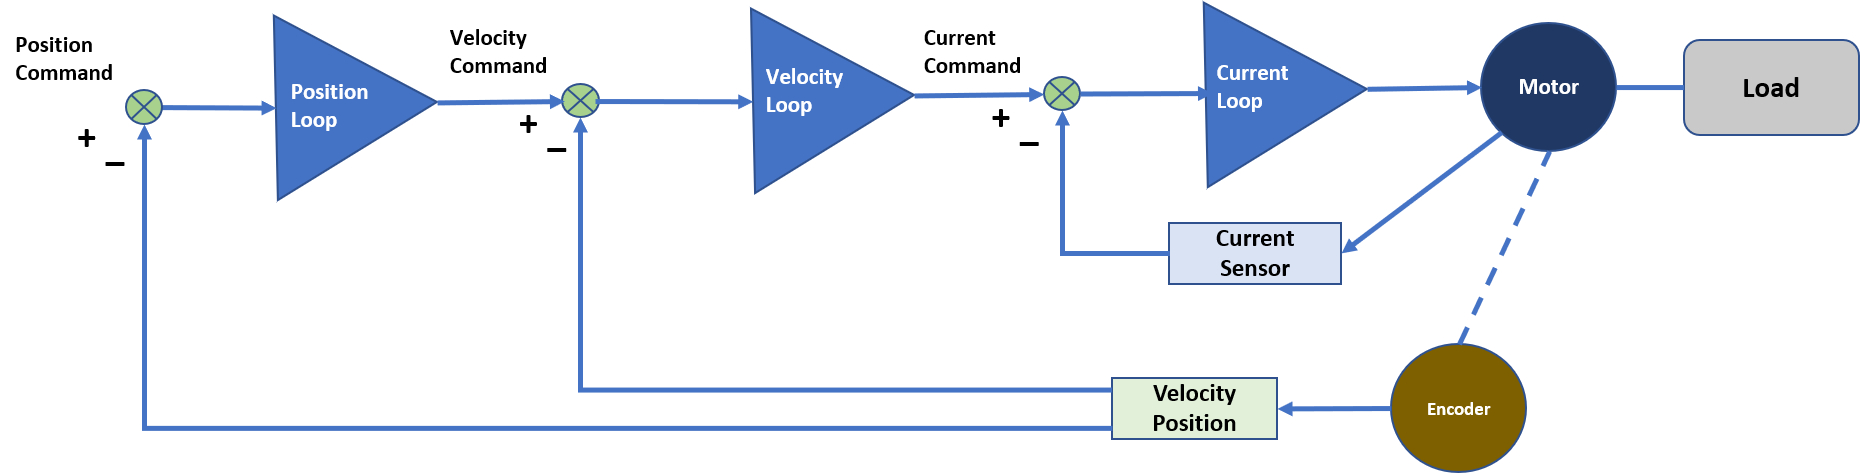 Position
Command
+
–
Position
Loop
Velocity
Command
+
–
Velocity
Loop
Current
Command
+
–
Current
Loop
Motor
Load
Current
Sensor
Velocity
Position
Encoder